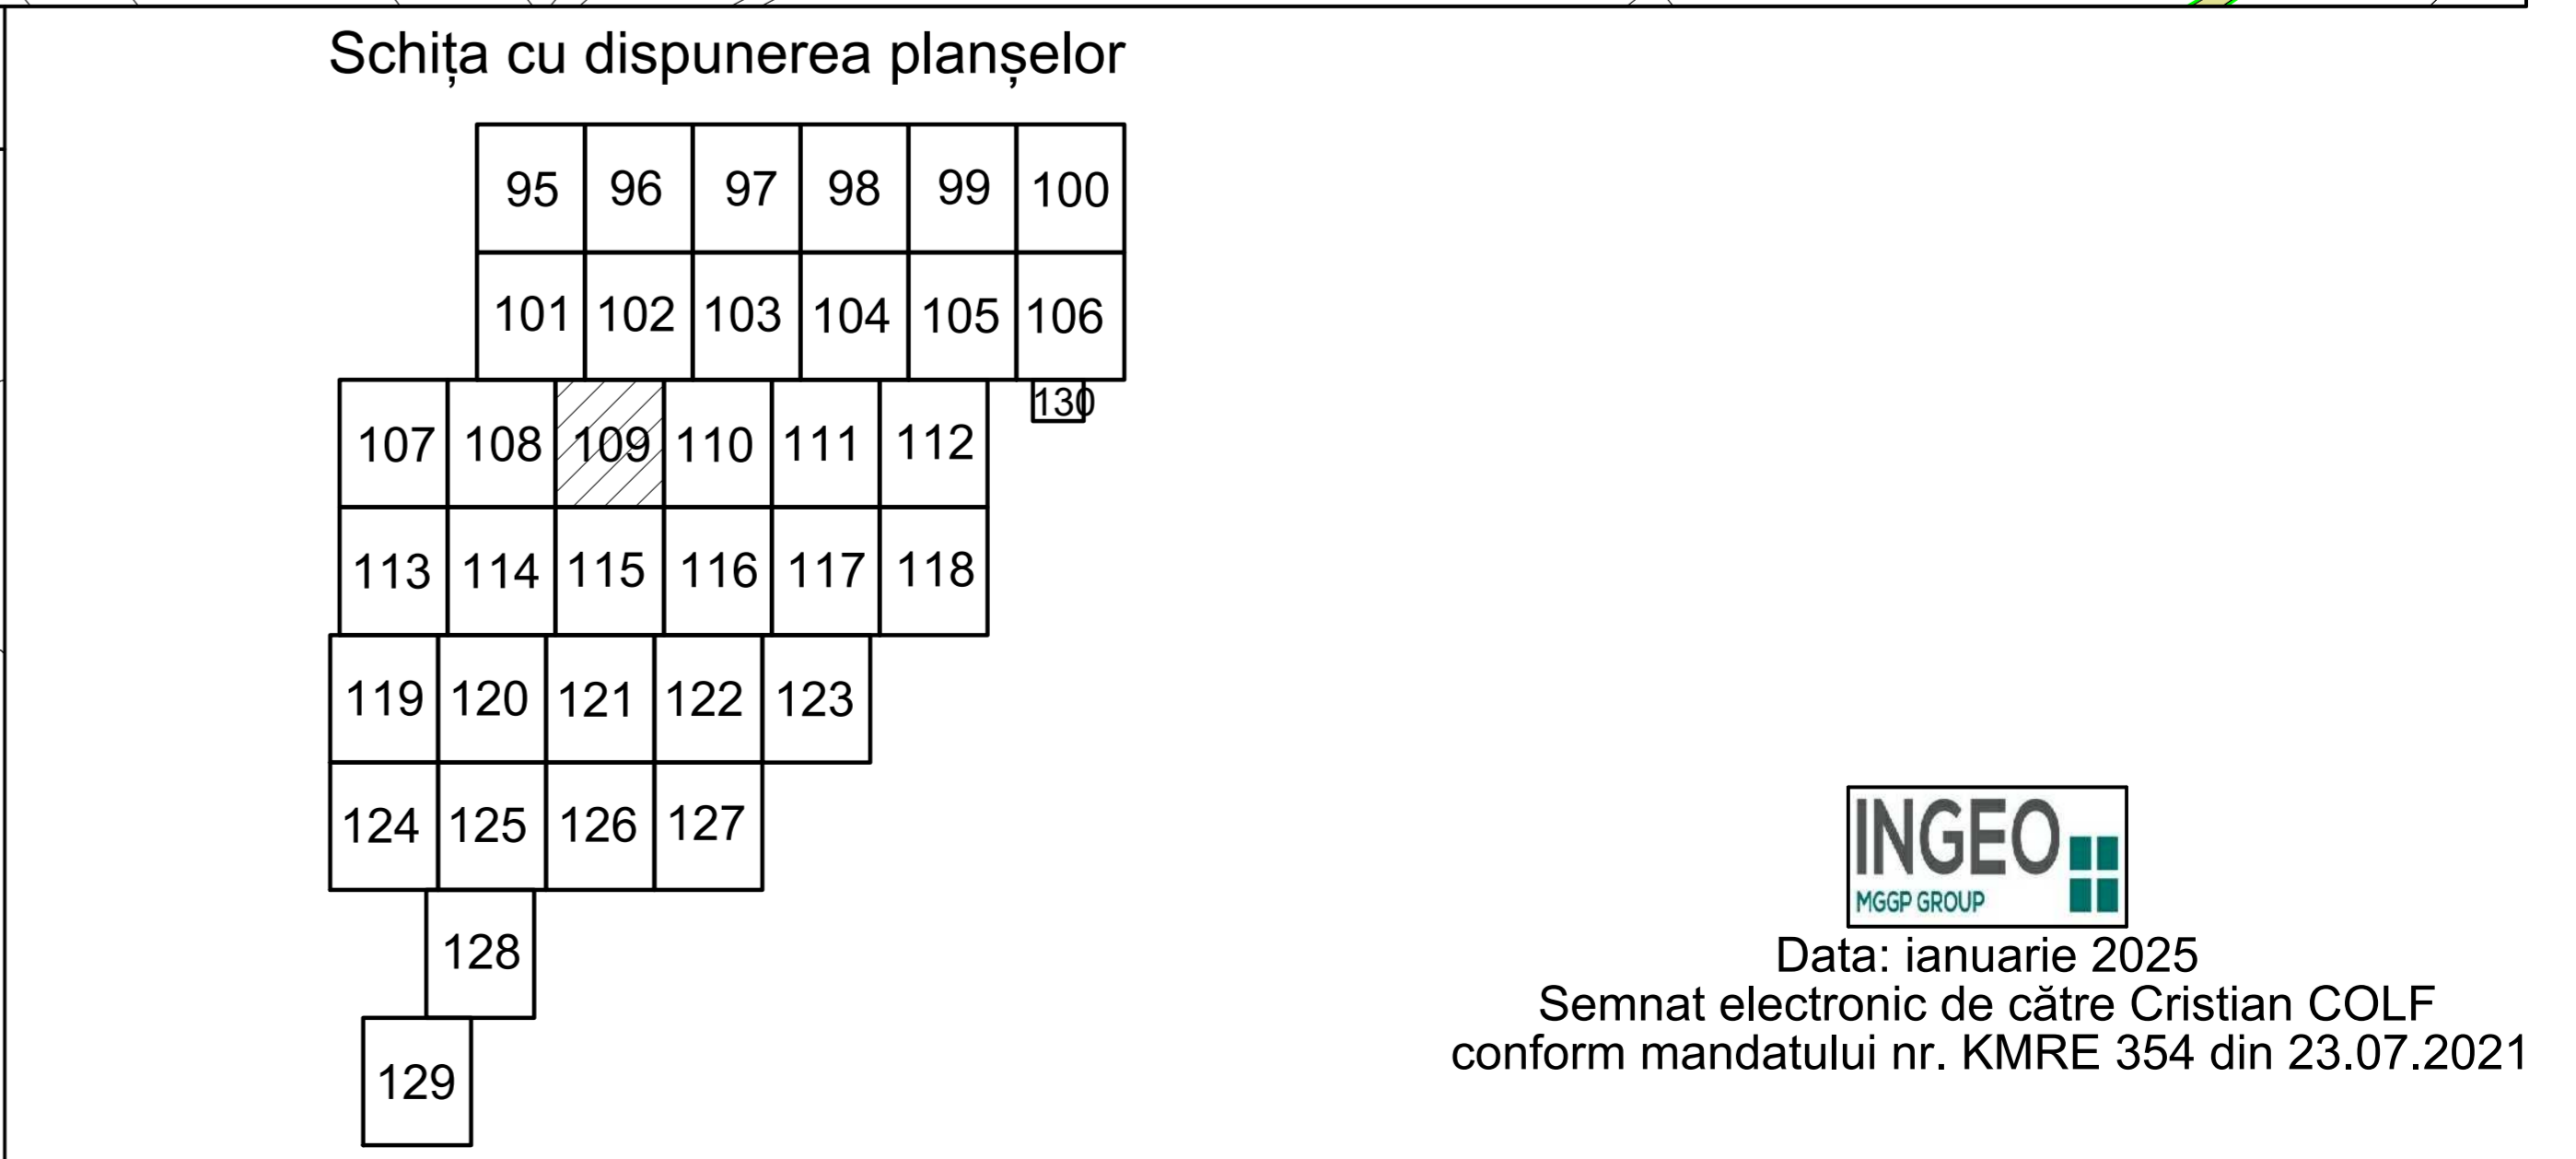 Schița cu dispunerea planșelor
95 96 97 98 99 100
101 102 103 104 105 106
130
107 108 109 110 111 112
113 114 115 116 117 118
119 120 121 122 123
124 125 126 127
128
129
INGEO
MGGP GROUP
Data: ianuarie 2025
Semnat electronic de către Cristian COLF
conform mandatului nr. KMRE 354 din 23.07.2021